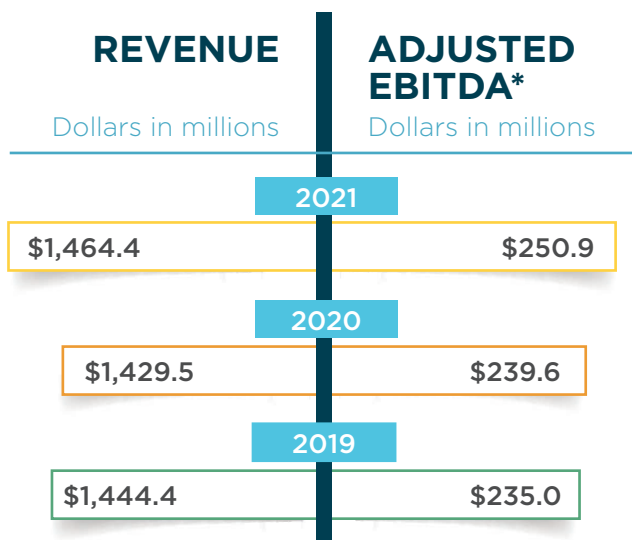 REVENUE
Dollars in millions
ADJUSTED
EBITDA*
Dollars in millions
2021
$1,464.4 $250.9
2020
$1,429.5 $239.6
2019
$1,444.4 $235.0